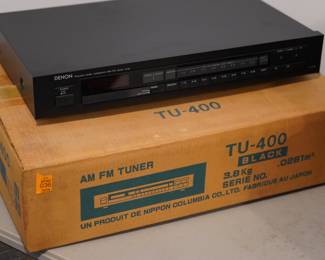 DENON
TU-400
TU-400
BLACK
AM FM TUNER
3.8Kg
.0281m³
SERIE NO.
UN PRODUIT DE NIPPON COLUMBIA CO., LTD. FABRIQUE AU JAPON